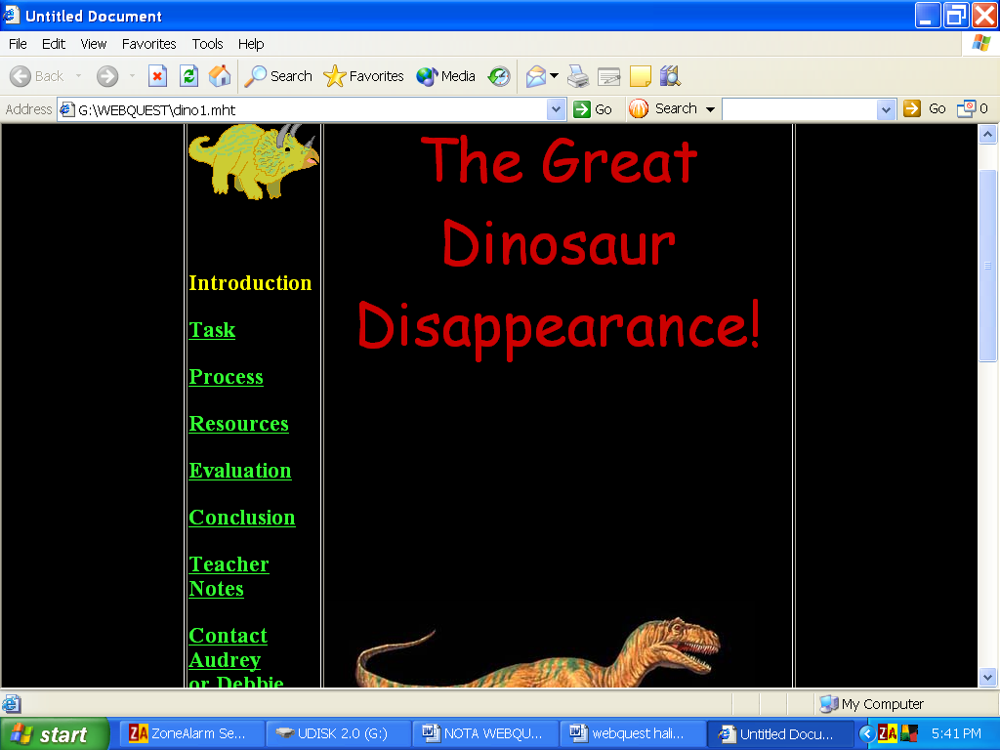 Untitled Document
File Edit View Favorites Tools Help
Back Search Favorites Media
Address G:\WEBQUEST\dino1.mht Go Search Go 0
The Great
Dinosaur
Disappearance!
Introduction
Task
Process
Resources
Evaluation
Conclusion
Teacher
Notes
Contact
Audrey
or Debbie
My Computer
start ZA ZoneAlarm Se... UDISK 2.0 (G:) NOTA WEBQU... webquest hali... Untitled Docu... ZA 5:41 PM